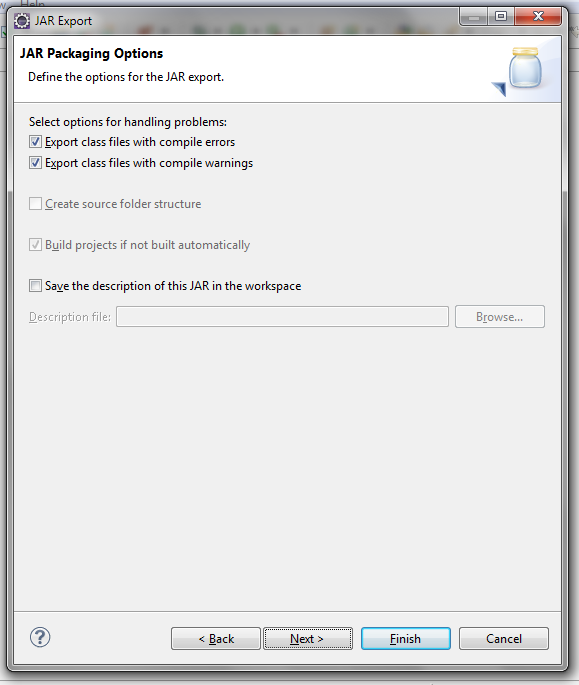 Help
JAR Export
JAR Packaging Options
Define the options for the JAR export.
Select options for handling problems:
Export class files with compile errors
Export class files with compile warnings
Create source folder structure
Build projects if not built automatically
Save the description of this JAR in the workspace
Description file:
Browse...
?
< Back
Next >
Finish
Cancel